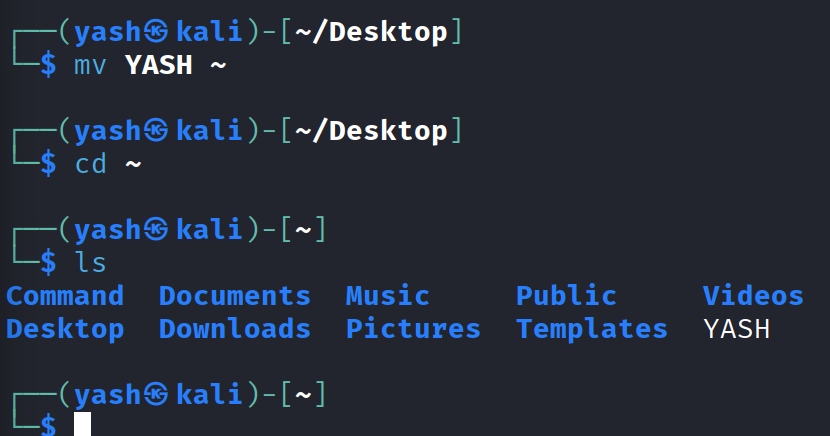 ┌──(yash㉿kali)-[~/Desktop]
└─$ mv YASH ~
┌──(yash㉿kali)-[~/Desktop]
└─$ cd ~
┌──(yash㉿kali)-[~]
└─$ ls
Command  Documents  Music     Public     Videos
Desktop  Downloads  Pictures  Templates  YASH
┌──(yash㉿kali)-[~]
└─$